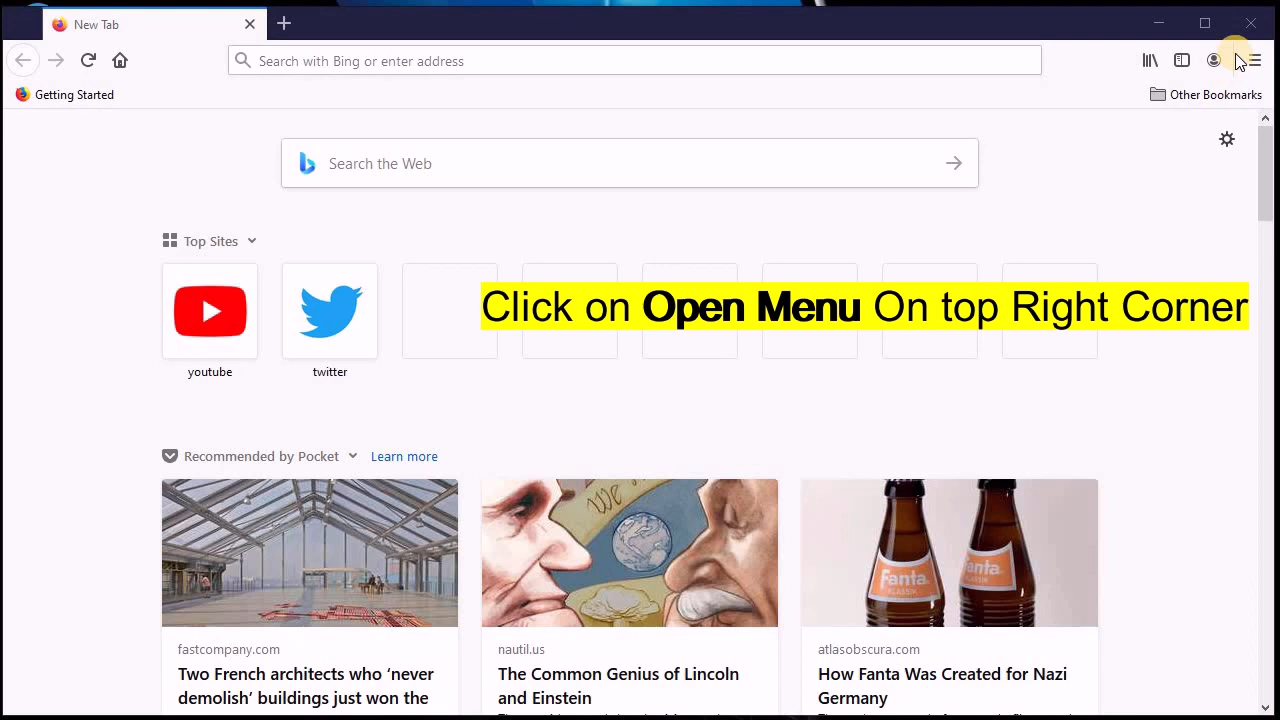 New Tab
Search with Bing or enter address
Getting Started
Other Bookmarks
Search the Web
Top Sites
Click on Open Menu On top Right Corner
youtube
twitter
Recommended by Pocket
Learn more
Fanta
KLASSIK
Fanta
fastcompany.com
nautil.us
atlasobscura.com
Two French architects who ‘never
demolish’ buildings just won the
The Common Genius of Lincoln
and Einstein
How Fanta Was Created for Nazi
Germany